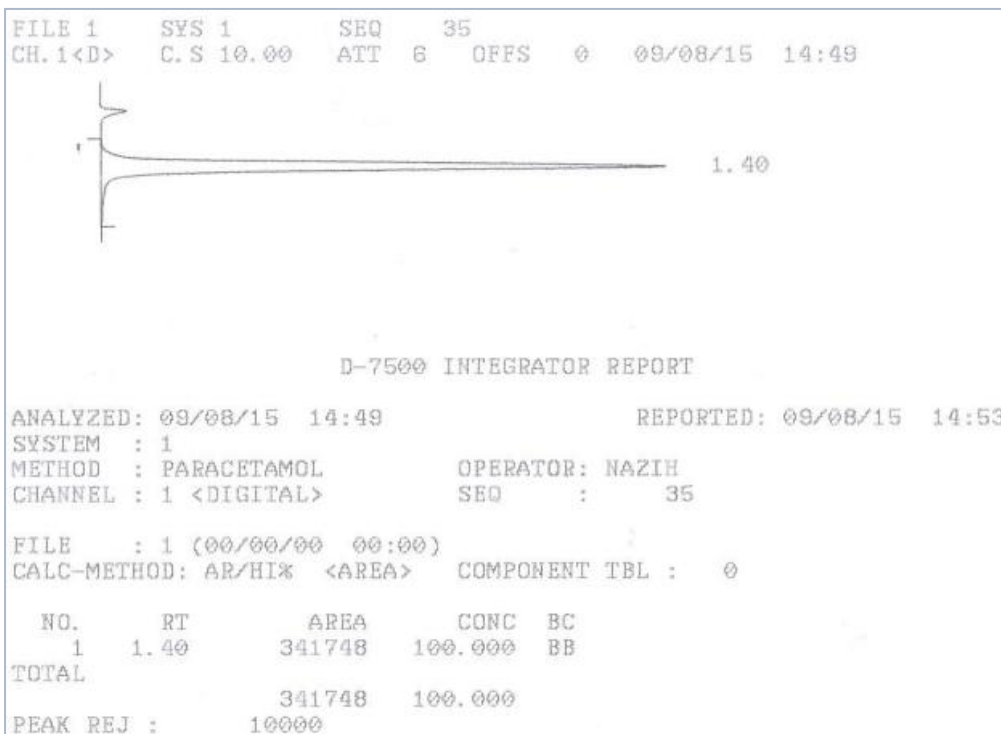 FILE 1 SYS 1 SEQ 35
CH. 1<D> C.S 10.00 ATT 6 OFFS 0 09/08/15 14:49
1.40
D-7500 INTEGRATOR REPORT
ANALYZED: 09/08/15 14:49 REPORTED: 09/08/15 14:53
SYSTEM : 1
METHOD : PARACETAMOL OPERATOR: NAZIH
CHANNEL : 1 <DIGITAL> SEQ : 35
FILE : 1 (00/00/00 00:00)
CALC-METHOD: AR/HI% <AREA> COMPONENT TBL : 0
NO. RT AREA CONC BC
1 1.40 341748 100.000 BB
TOTAL
341748 100.000
PEAK REJ : 10000